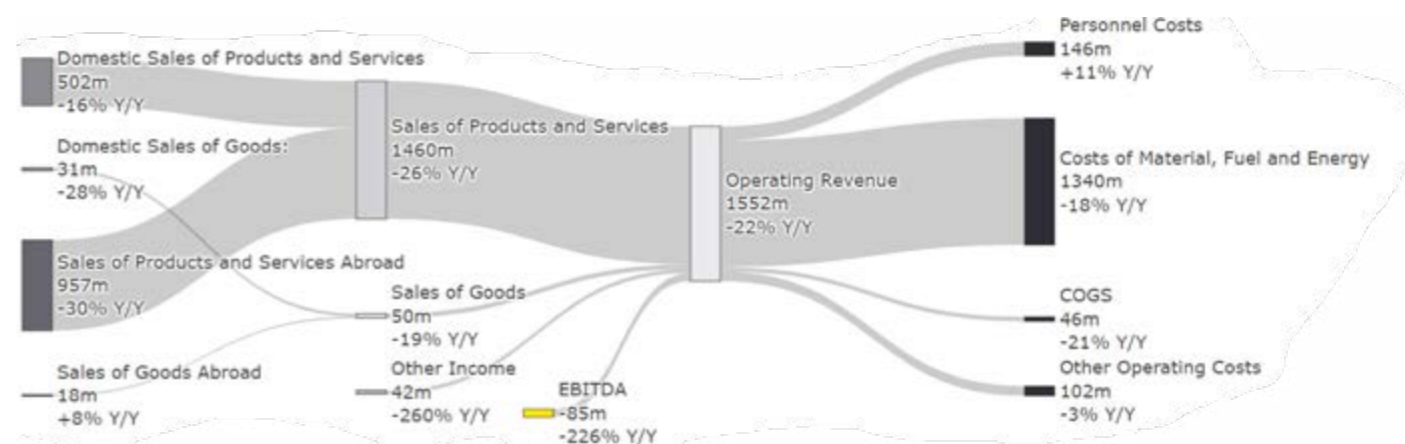 Domestic Sales of Products and Services
502m
-16% Y/Y
Domestic Sales of Goods:
31m
-28% Y/Y
Sales of Products and Services Abroad
957m
-30% Y/Y
Sales of Goods Abroad
18m
+8% Y/Y
Sales of Products and Services
1460m
-26% Y/Y
Sales of Goods
50m
-19% Y/Y
Other Income
42m
-260% Y/Y
EBITDA
-85m
-226% Y/Y
Operating Revenue
1552m
-22% Y/Y
Personnel Costs
146m
+11% Y/Y
Costs of Material, Fuel and Energy
1340m
-18% Y/Y
COGS
46m
-21% Y/Y
Other Operating Costs
102m
-3% Y/Y